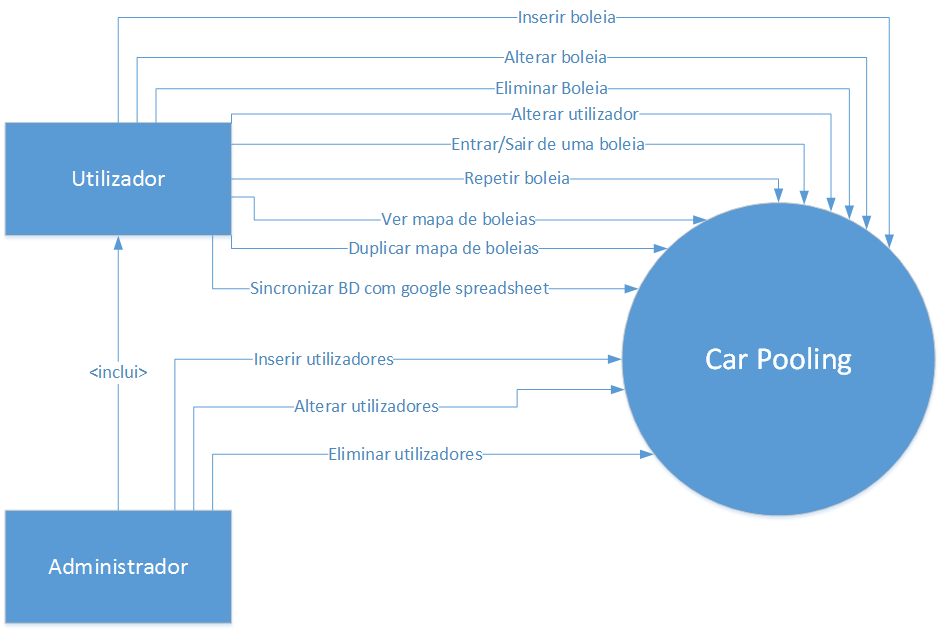 Inserir boleia
Alterar boleia
Eliminar Boleia
Alterar utilizador
Entrar/Sair de uma boleia
Utilizador
Repetir boleia
Ver mapa de boleias
Duplicar mapa de boleias
Sincronizar BD com google spreadsheet
Inserir utilizadores
Car Pooling
<inclui>
Alterar utilizadores
Eliminar utilizadores
Administrador